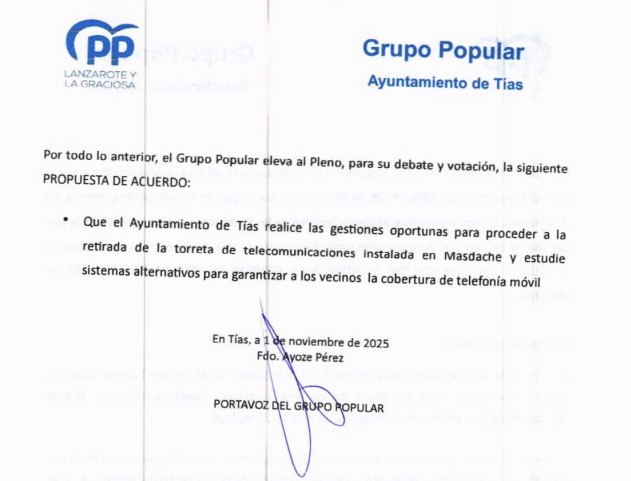 PP
LANZAROTE Y
LA GRACIOSA
Grupo Popular
Ayuntamiento de Tías
Por todo lo anterior, el Grupo Popular eleva al Pleno, para su debate y votación, la siguiente
PROPUESTA DE ACUERDO:
• Que el Ayuntamiento de Tías realice las gestiones oportunas para proceder a la
retirada de la torreta de telecomunicaciones instalada en Masdache y estudie
sistemas alternativos para garantizar a los vecinos la cobertura de telefonía móvil
En Tías, a 1 de noviembre de 2025
Fdo. Ayoze Pérez
PORTAVOZ DEL GRUPO POPULAR